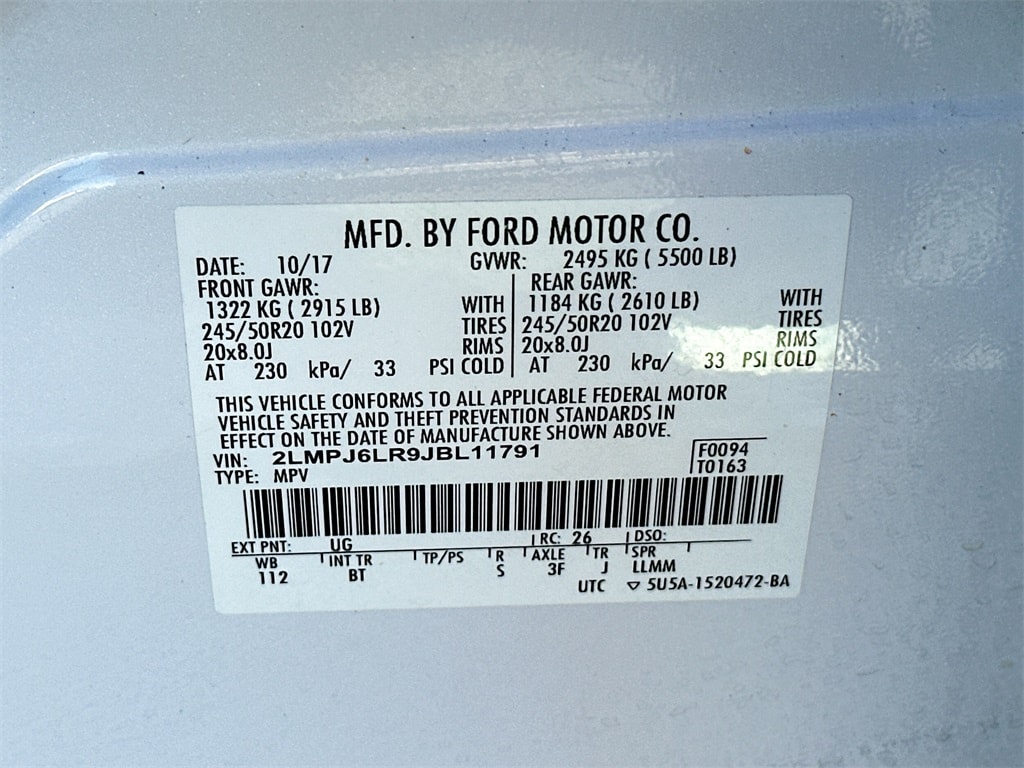 MFD. BY FORD MOTOR CO.
DATE: 10/17 GVWR: 2495 KG ( 5500 LB)
FRONT GAWR: REAR GAWR:
1322 KG ( 2915 LB) WITH 1184 KG ( 2610 LB) WITH
245/50R20 102V TIRES 245/50R20 102V TIRES
20x8.0J RIMS 20x8.0J RIMS
AT 230 kPa/ 33 PSI COLD AT 230 kPa/ 33 PSI COLD
THIS VEHICLE CONFORMS TO ALL APPLICABLE FEDERAL MOTOR
VEHICLE SAFETY AND THEFT PREVENTION STANDARDS IN
EFFECT ON THE DATE OF MANUFACTURE SHOWN ABOVE.
VIN: 2LMPJ6LR9JBL11791 F0094
TYPE: MPV T0163
EXT PNT: UG RC: 26 DSO:
WB INT TR TP/PS R AXLE TR SPR
112 BT S 3F J LLMM
UTC ▽ 5U5A-1520472-BA